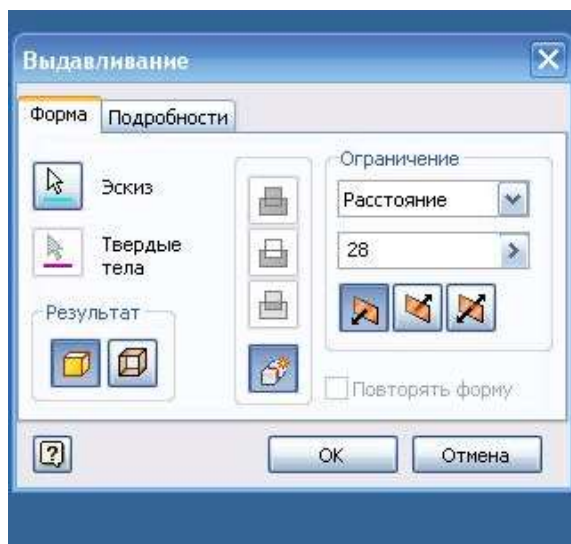 Выдавливание
Форма
Подробности
Эскиз
Твердые
тела
Результат
Ограничение
Расстояние
28
Повторять форму
OK
Отмена